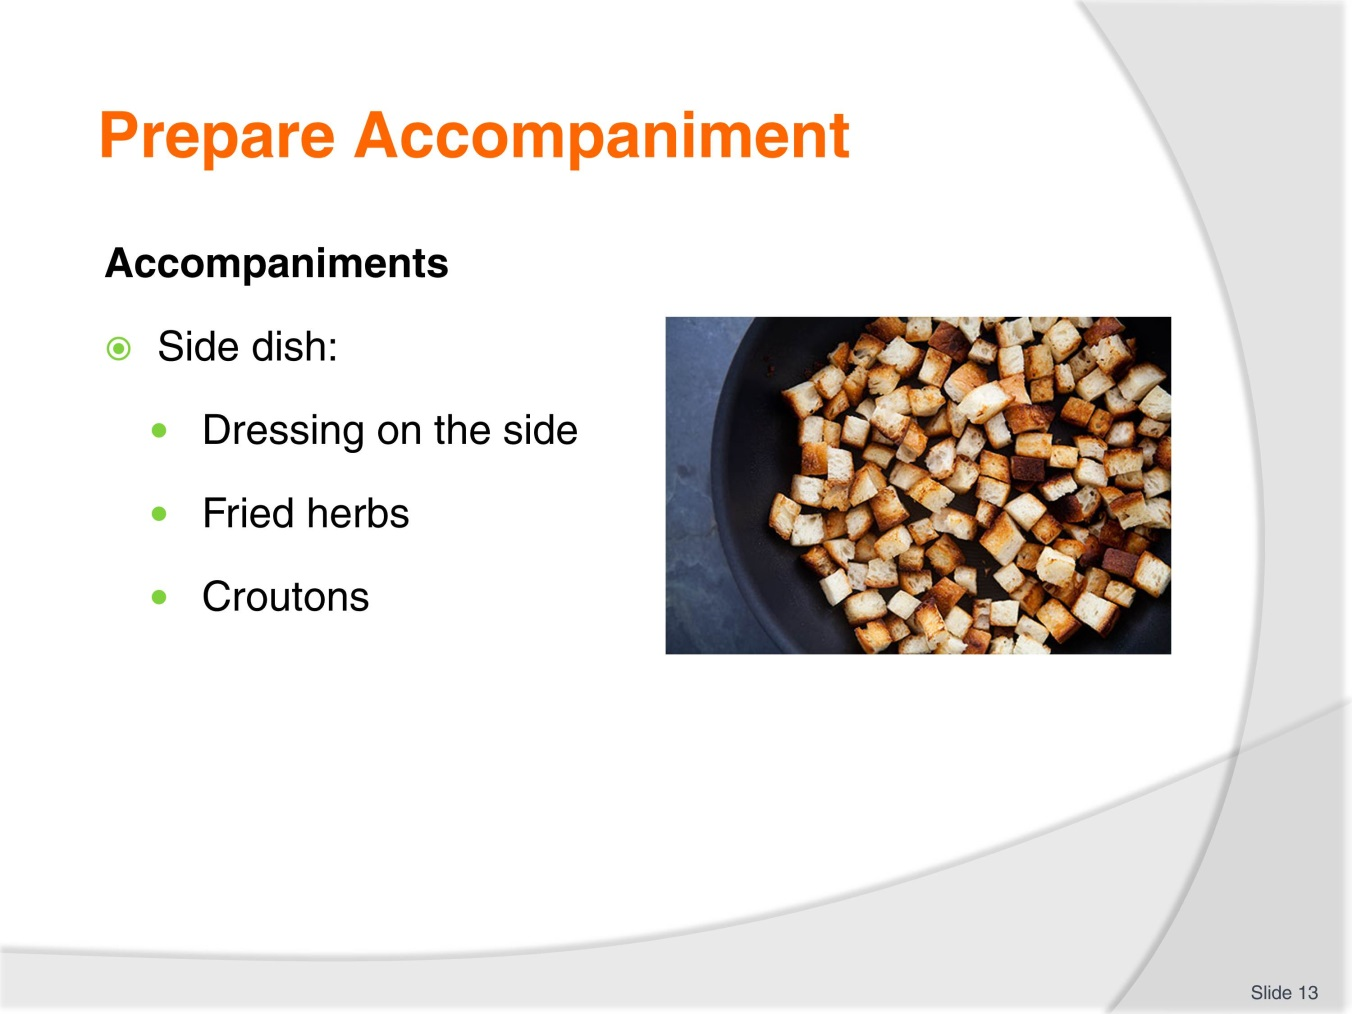 Prepare Accompaniment
Accompaniments
Side dish:
Dressing on the side
Fried herbs
Croutons
Slide 13